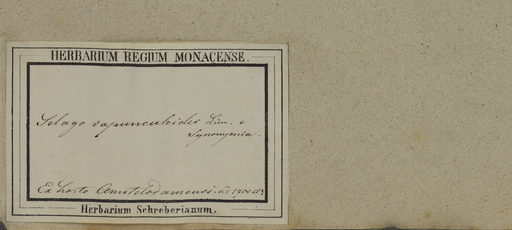 HERBARIUM REGIUM MONACENSE.
Selago rapunculoides Lin. e
Synonymia.
Ex horto Amstelodamensi
Herbarium Schreberianum.